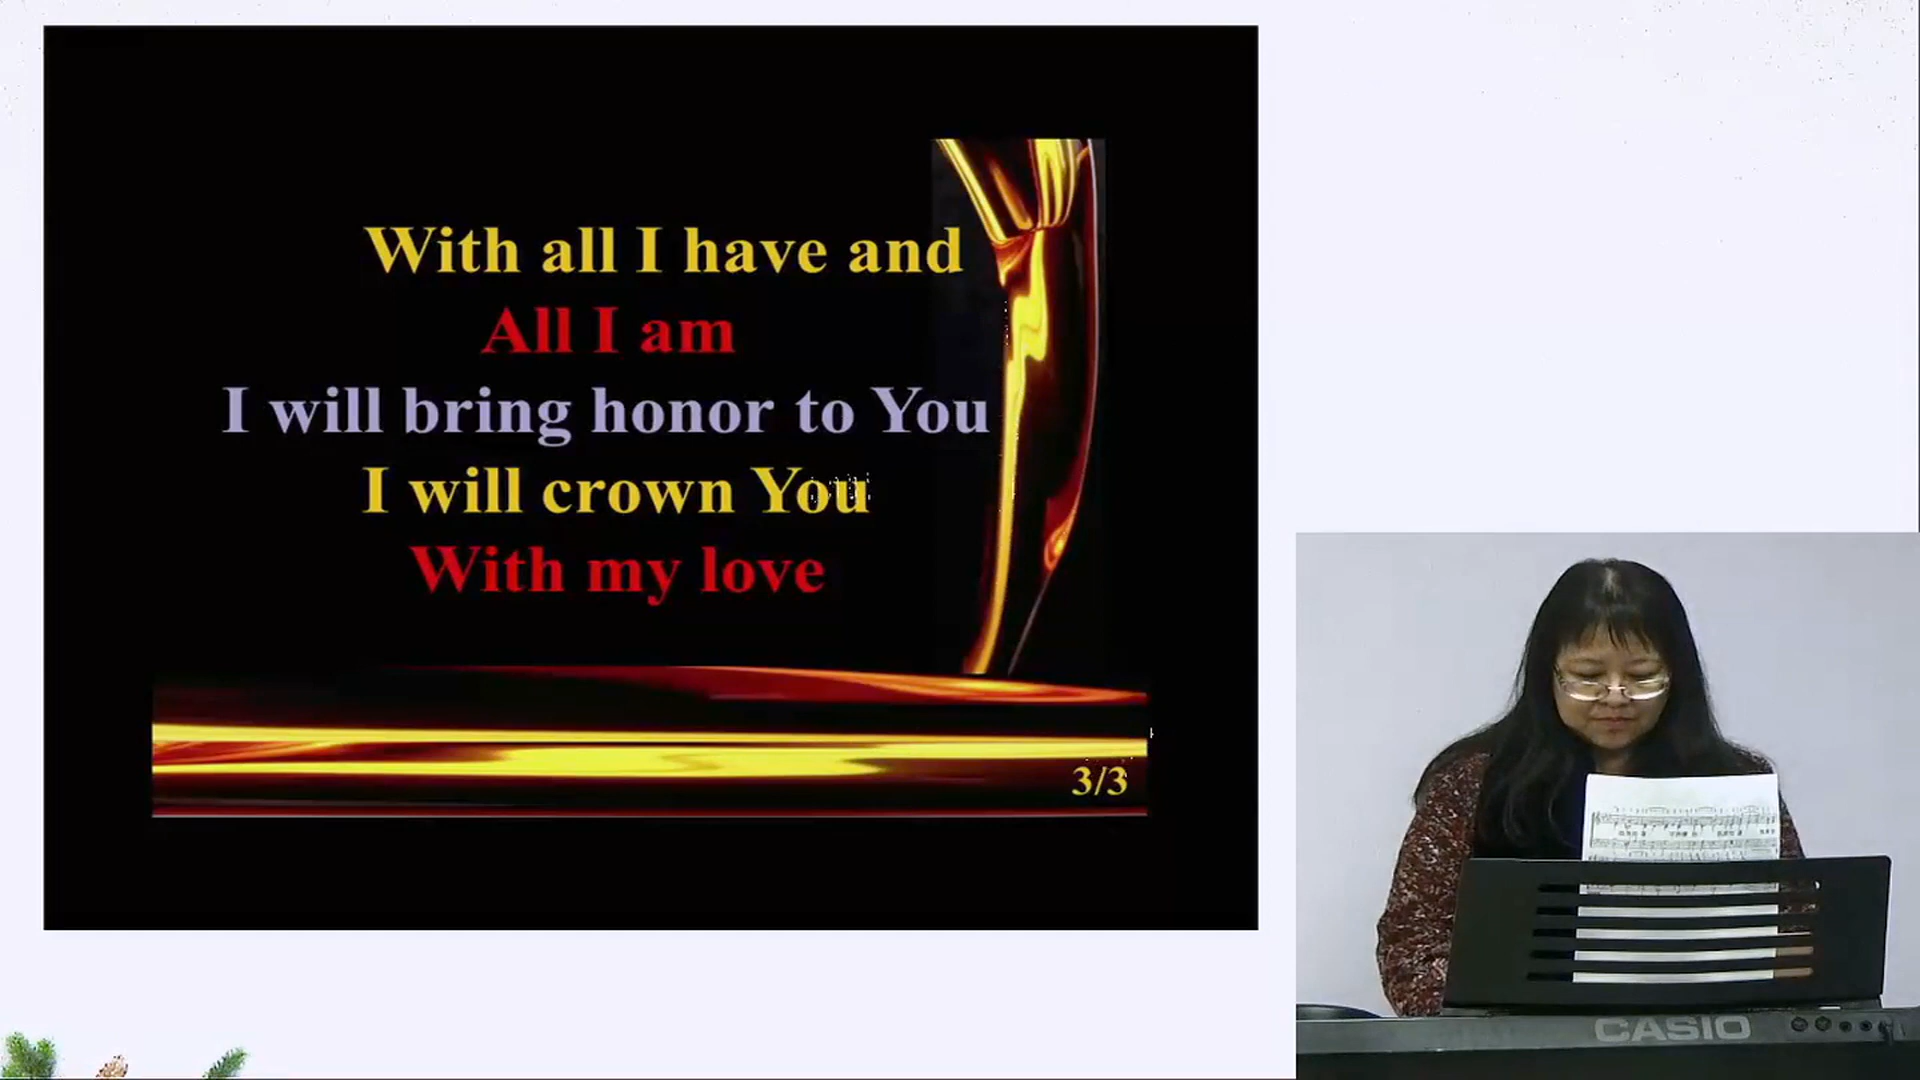 With all I have and
All I am
I will bring honor to You
I will crown You
With my love
3/3
CASIO